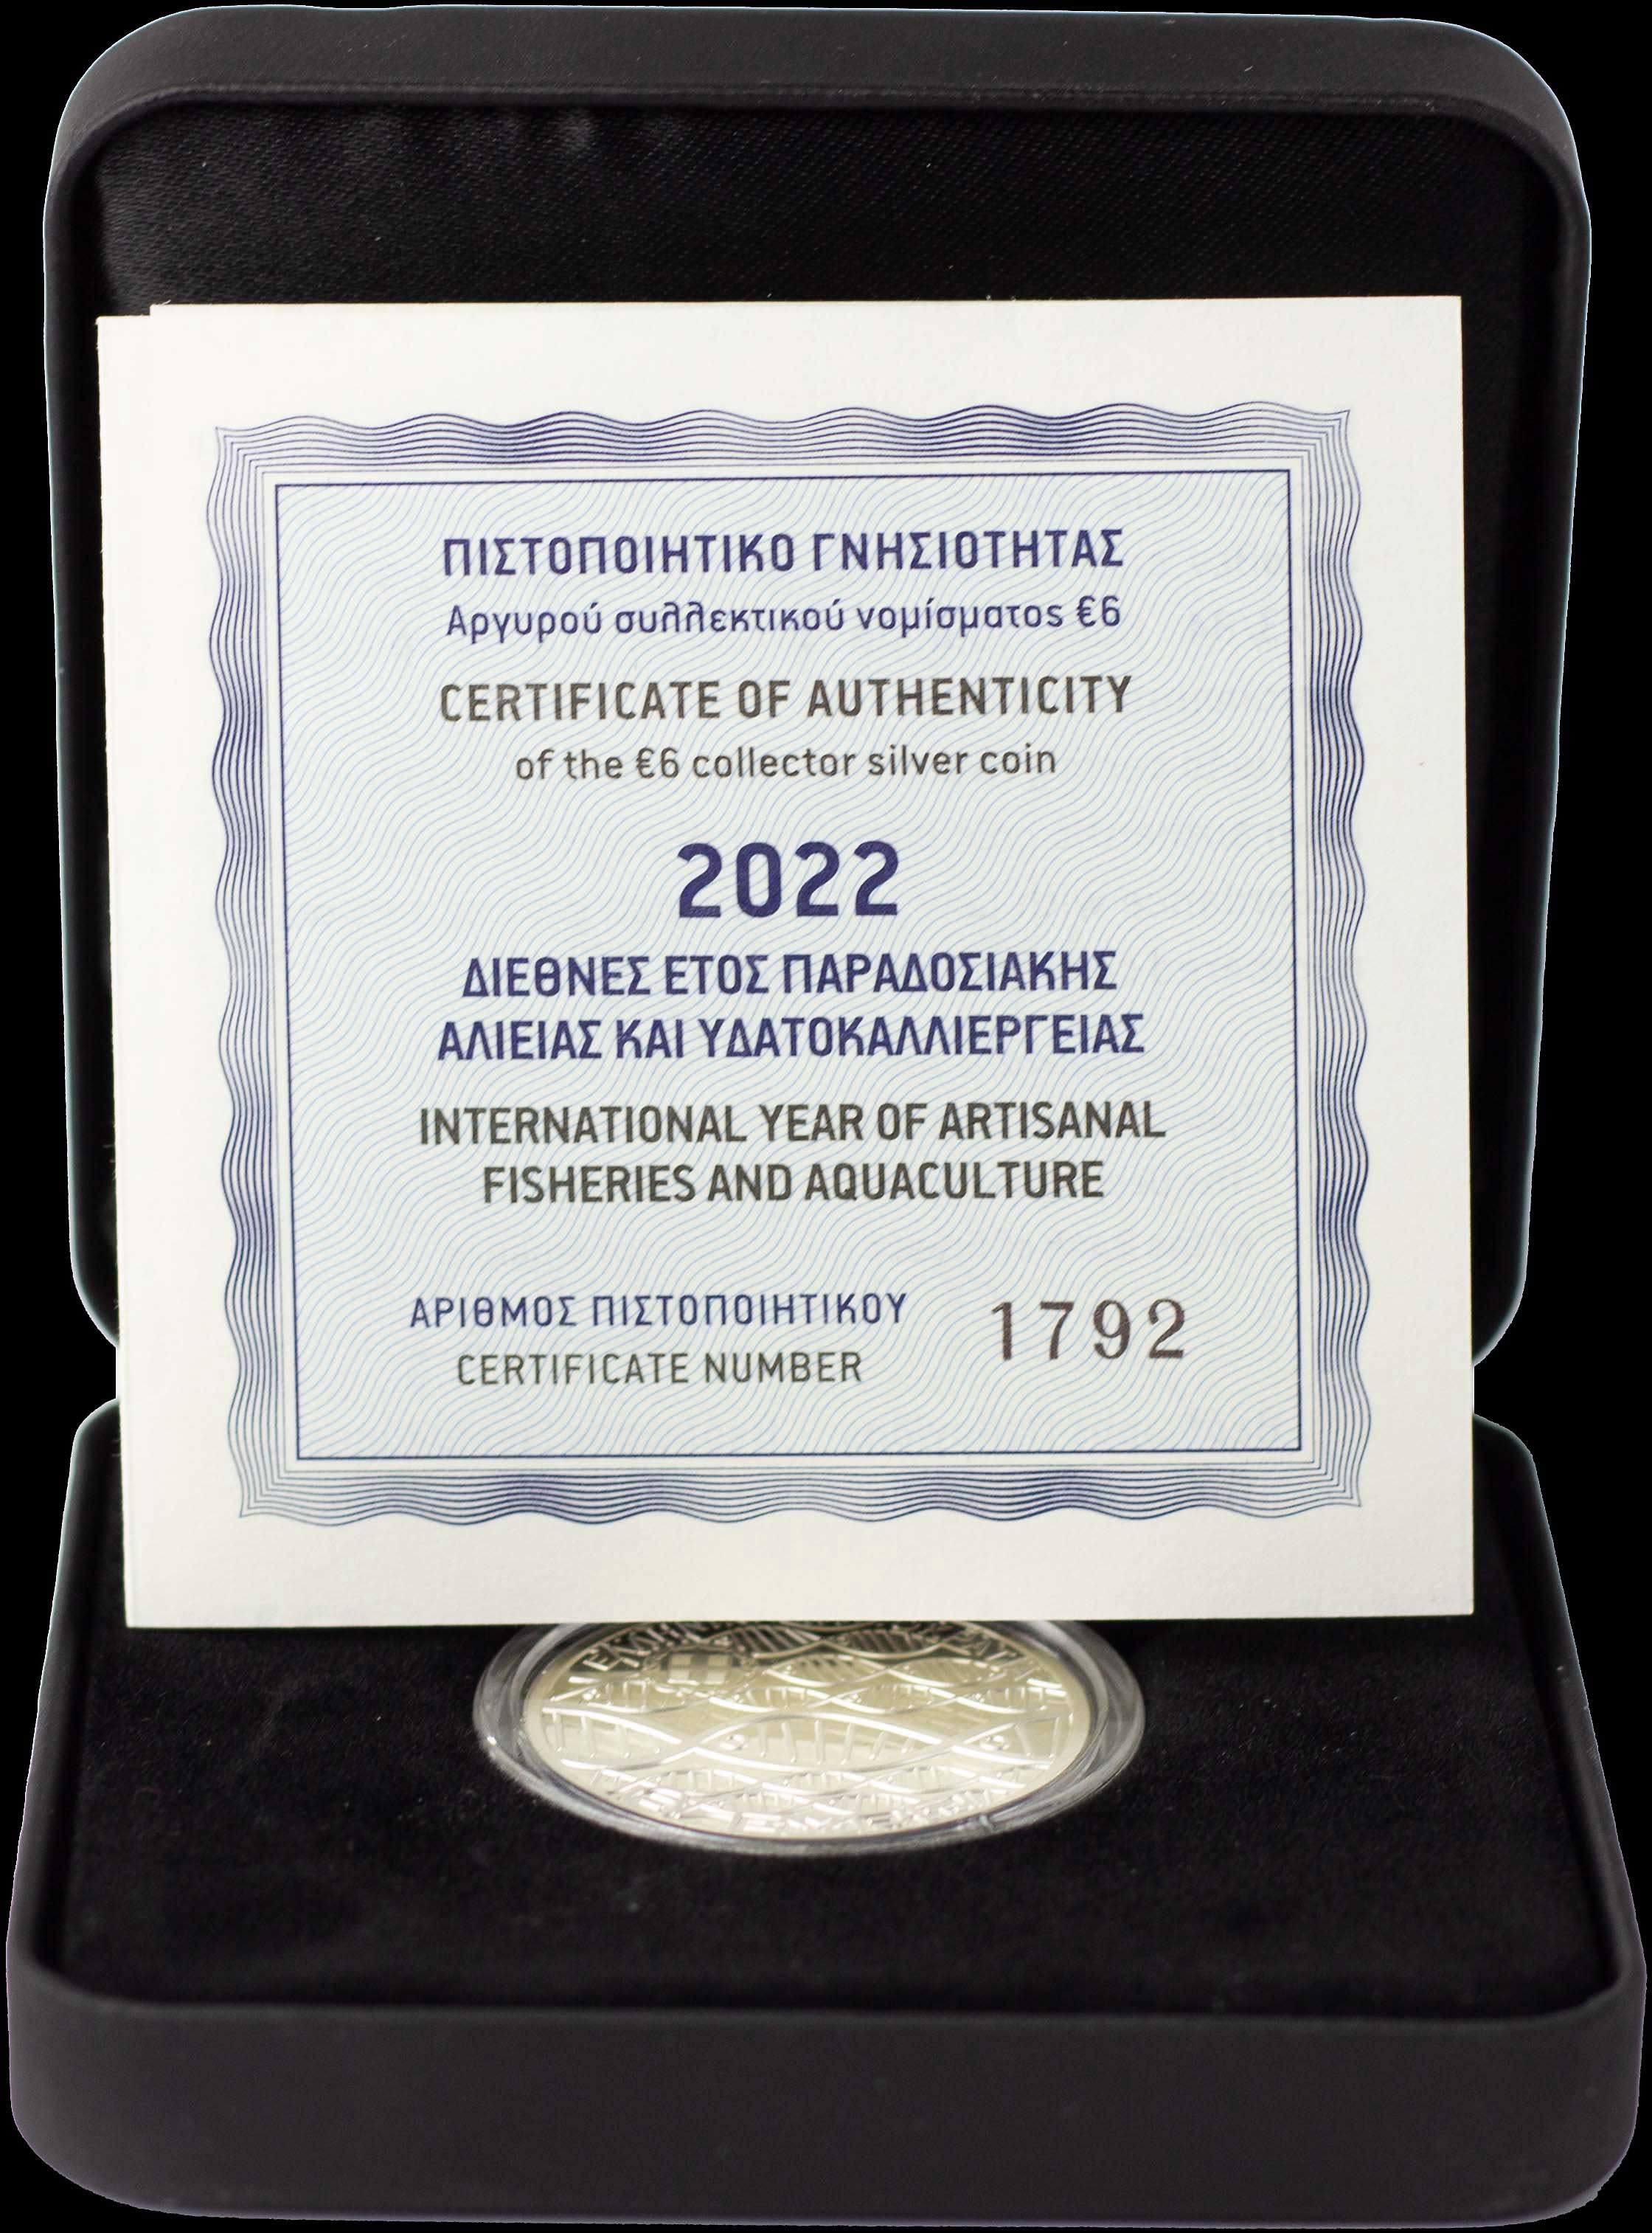 ΠΙΣΤΟΠΟΙΗΤΙΚΟ ΓΝΗΣΙΟΤΗΤΑΣ
Αργυρού συλλεκτικού νομίσματος €6
CERTIFICATE OF AUTHENTICITY
of the €6 collector silver coin
2022
ΔΙΕΘΝΕΣ ΕΤΟΣ ΠΑΡΑΔΟΣΙΑΚΗΣ
ΑΛΙΕΙΑΣ ΚΑΙ ΥΔΑΤΟΚΑΛΛΙΕΡΓΕΙΑΣ
INTERNATIONAL YEAR OF ARTISANAL
FISHERIES AND AQUACULTURE
ΑΡΙΘΜΟΣ ΠΙΣΤΟΠΟΙΗΤΙΚΟΥ 1792
CERTIFICATE NUMBER